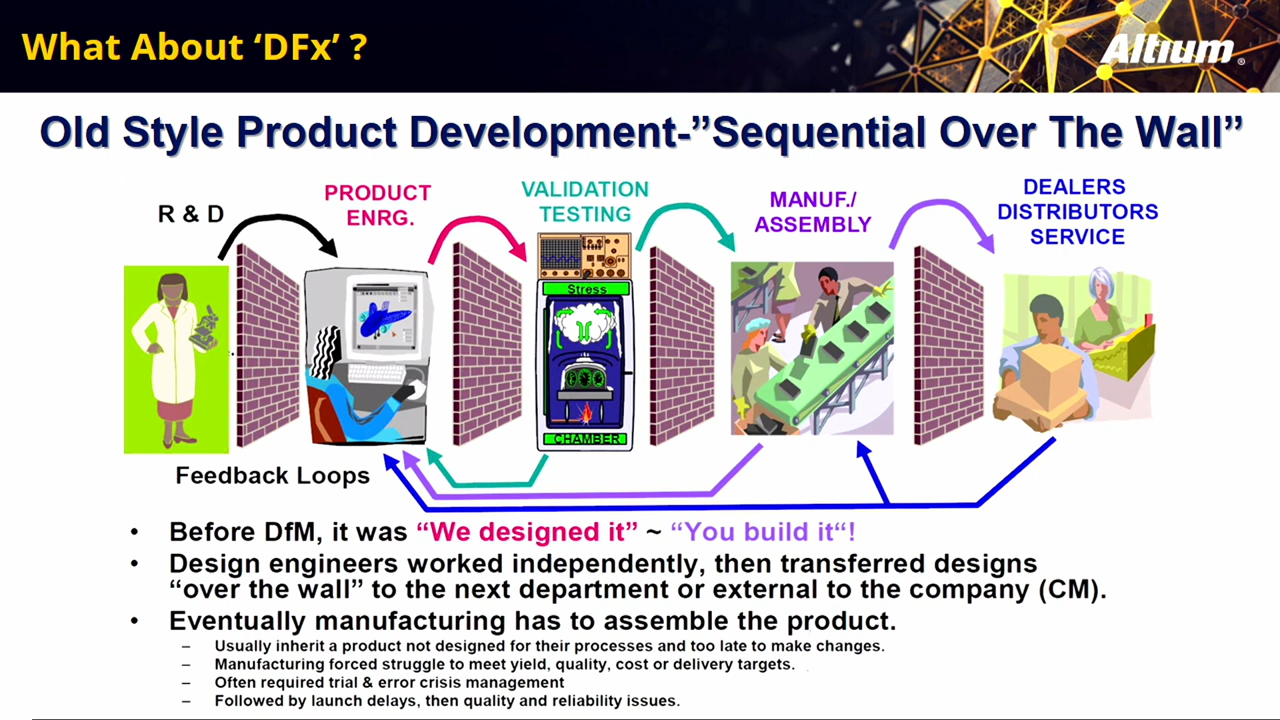 What About ‘DFx’ ?
Altium®
Old Style Product Development-”Sequential Over The Wall”
R & D
PRODUCT
ENRG.
VALIDATION
TESTING
MANUF./
ASSEMBLY
DEALERS
DISTRIBUTORS
SERVICE
Stress
CHAMBER
Feedback Loops
• Before DfM, it was “We designed it” ~ “You build it“!
• Design engineers worked independently, then transferred designs
“over the wall” to the next department or external to the company (CM).
• Eventually manufacturing has to assemble the product.
– Usually inherit a product not designed for their processes and too late to make changes.
– Manufacturing forced struggle to meet yield, quality, cost or delivery targets.
– Often required trial & error crisis management
– Followed by launch delays, then quality and reliability issues.